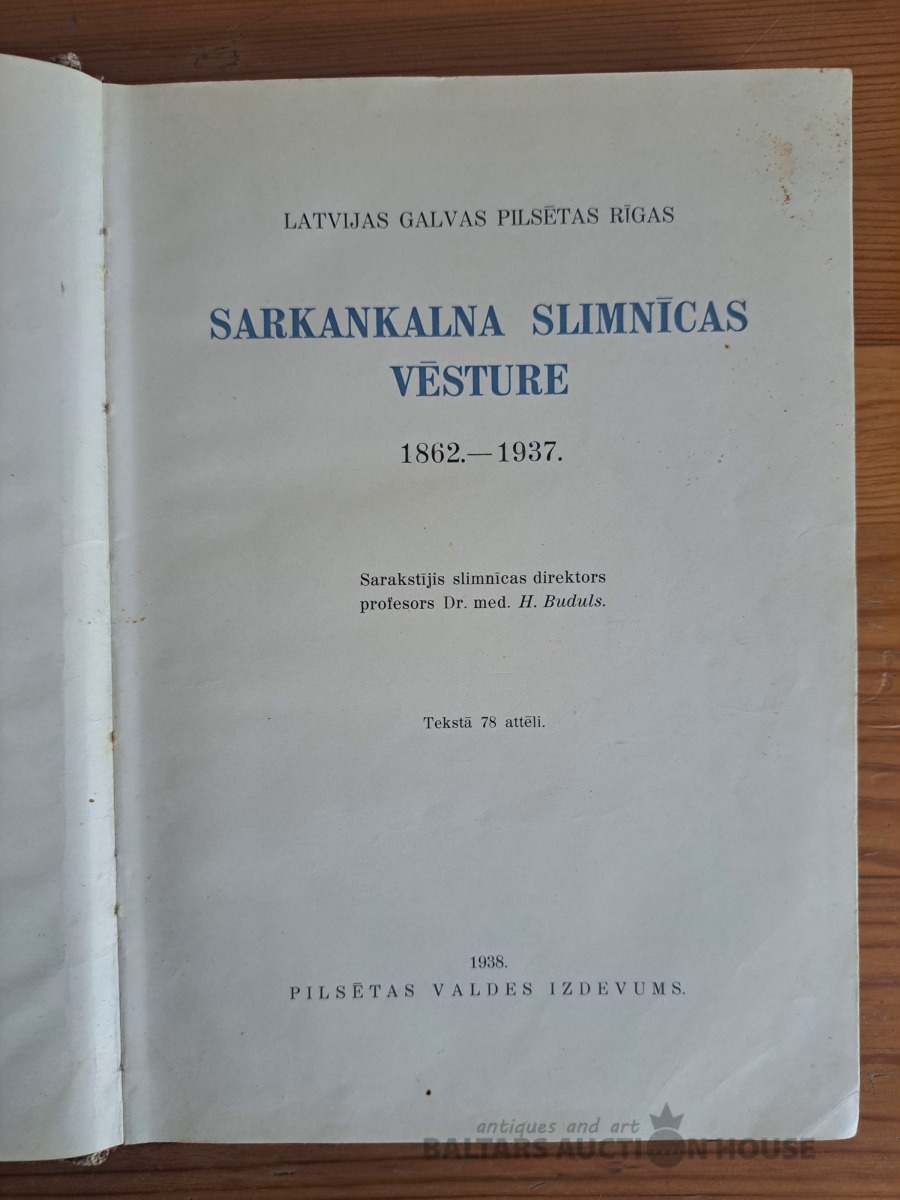 LATVIJAS GALVAS PILSĒTAS RĪGAS
SARKANKALNA SLIMNĪCAS
VĒSTURE
1862.—1937.
Sarakstījis slimnīcas direktors
profesors Dr. med. H. Buduls.
Tekstā 78 attēli.
1938.
PILSĒTAS VALDES IZDEVUMS.
antiques and art
BALTARS AUCTION HOUSE